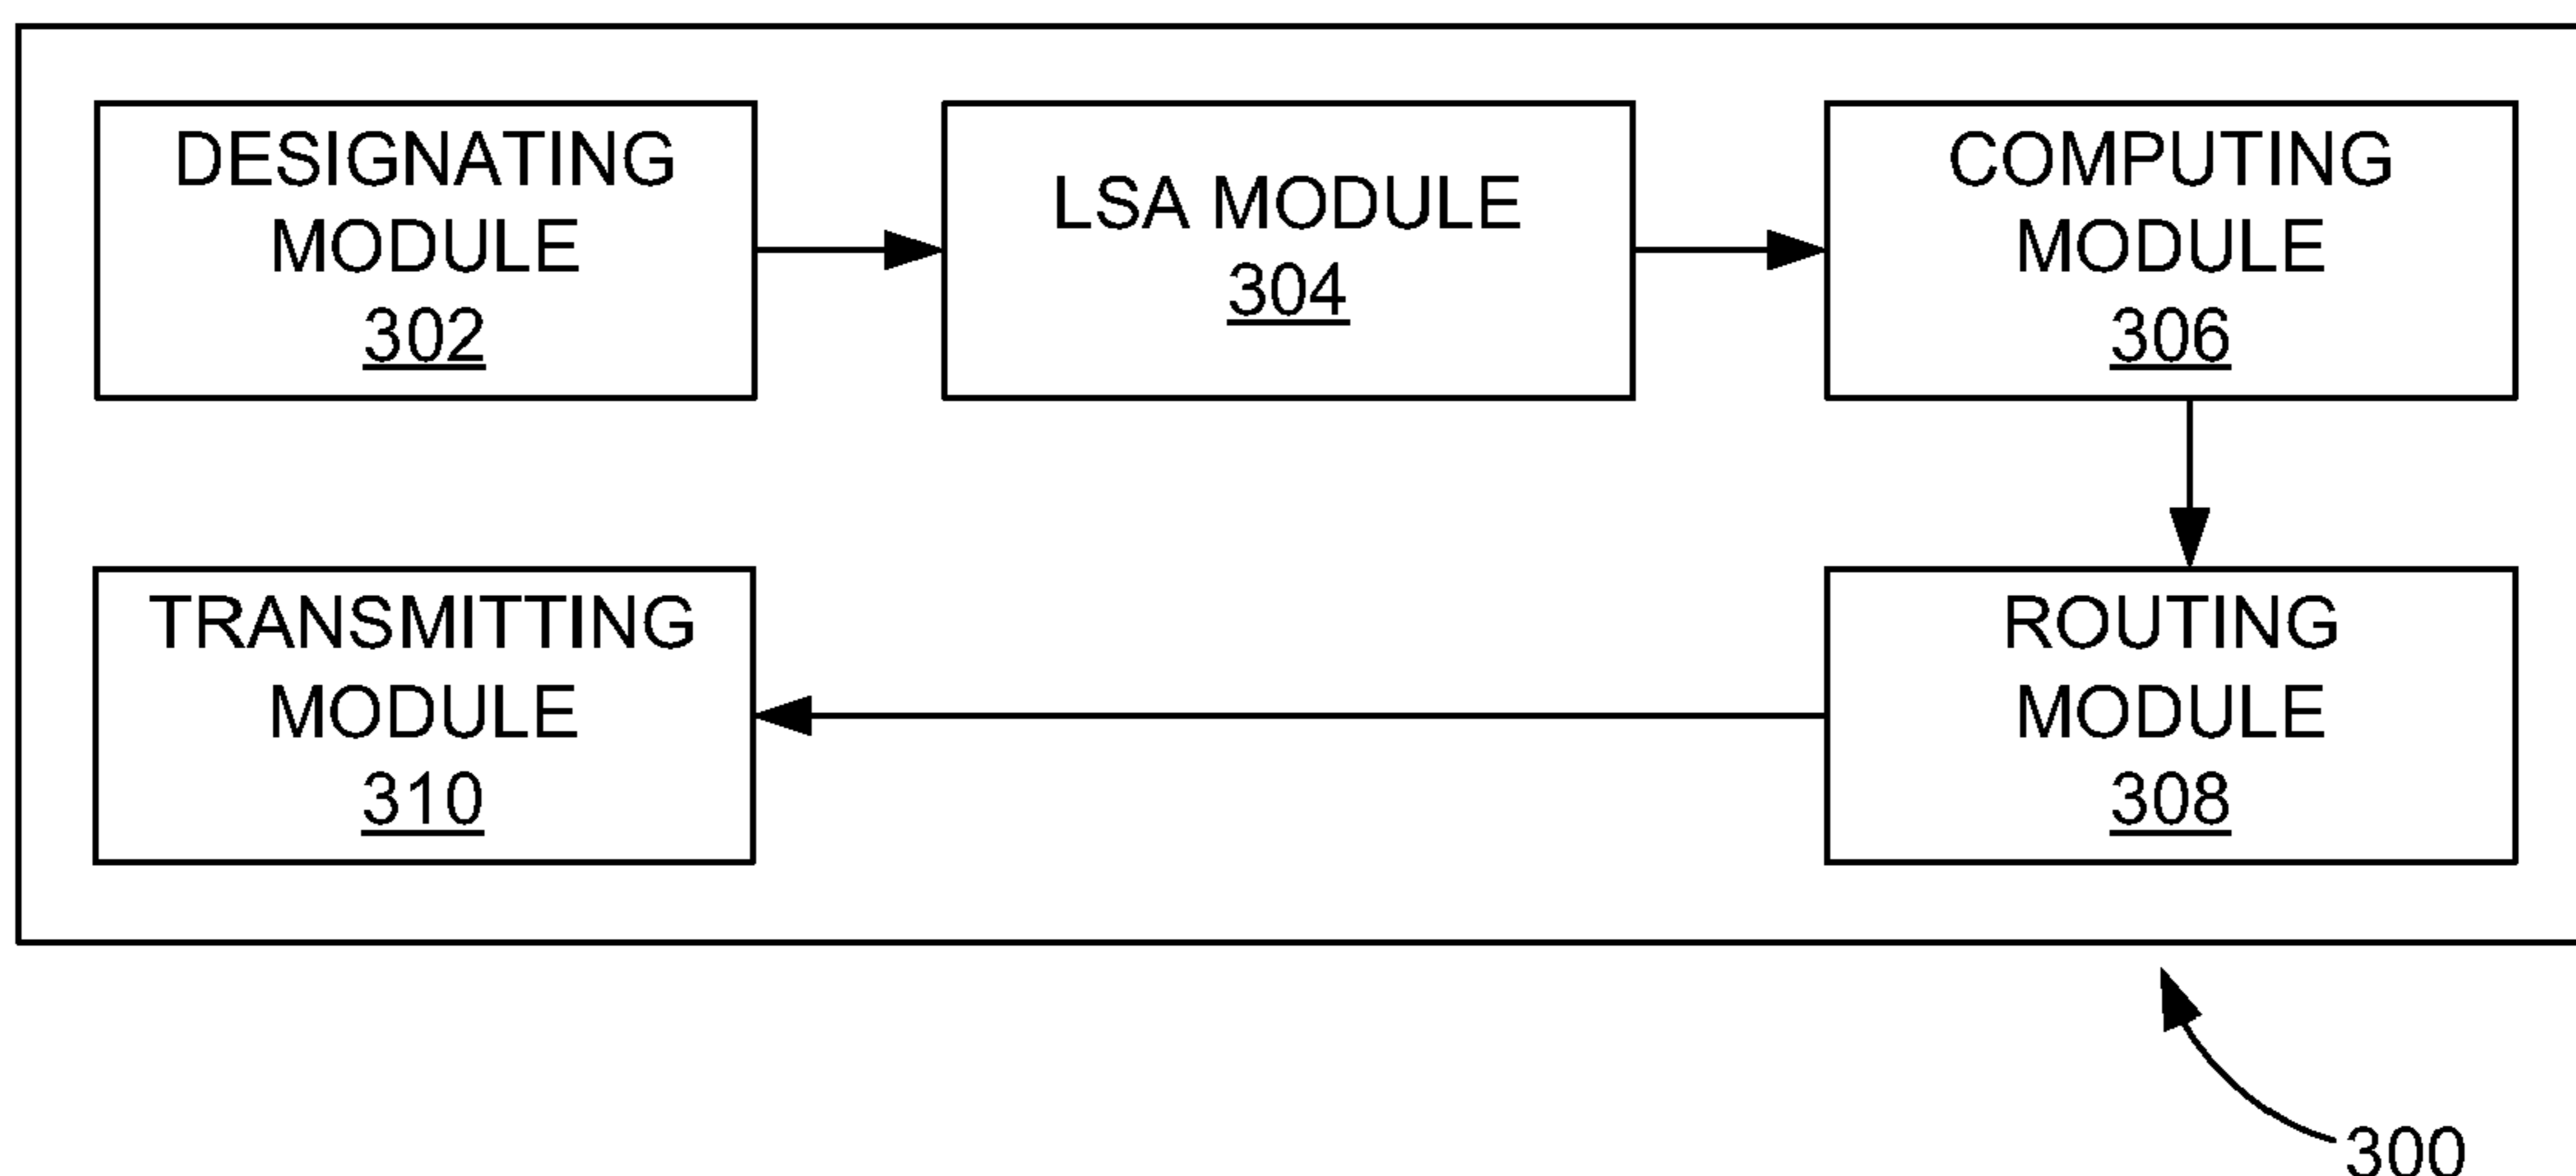 DESIGNATING
MODULE
302
LSA MODULE
304
COMPUTING
MODULE
306
TRANSMITTING
MODULE
310
ROUTING
MODULE
308
300